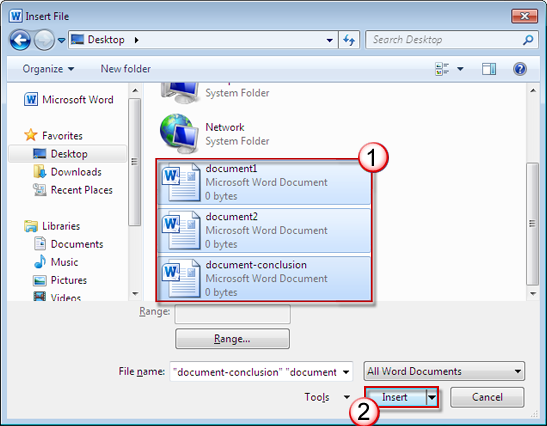 Insert File
Desktop
Search Desktop
Organize
New folder
Microsoft Word
Favorites
Desktop
Downloads
Recent Places
Libraries
Documents
Music
Pictures
Videos
System Folder
Network
System Folder
1
document1
Microsoft Word Document
0 bytes
document2
Microsoft Word Document
0 bytes
document-conclusion
Microsoft Word Document
0 bytes
Range:
Range...
File name:
"document-conclusion" "document
All Word Documents
Tools
Insert
Cancel
2